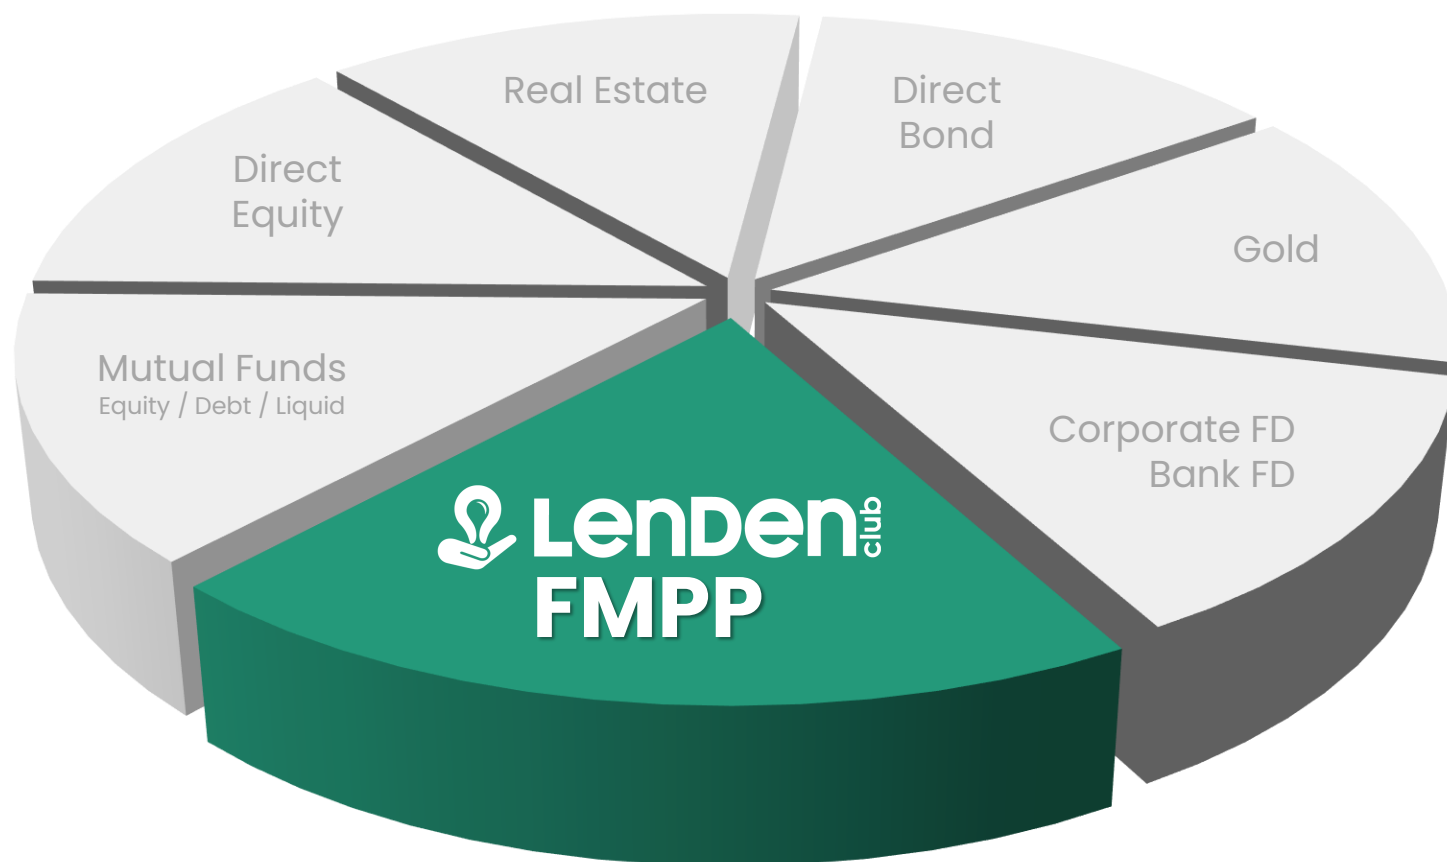 Real Estate
Direct
Bond
Direct
Equity
Gold
Mutual Funds
Equity / Debt / Liquid
Corporate FD
Bank FD
LenDen club
FMPP